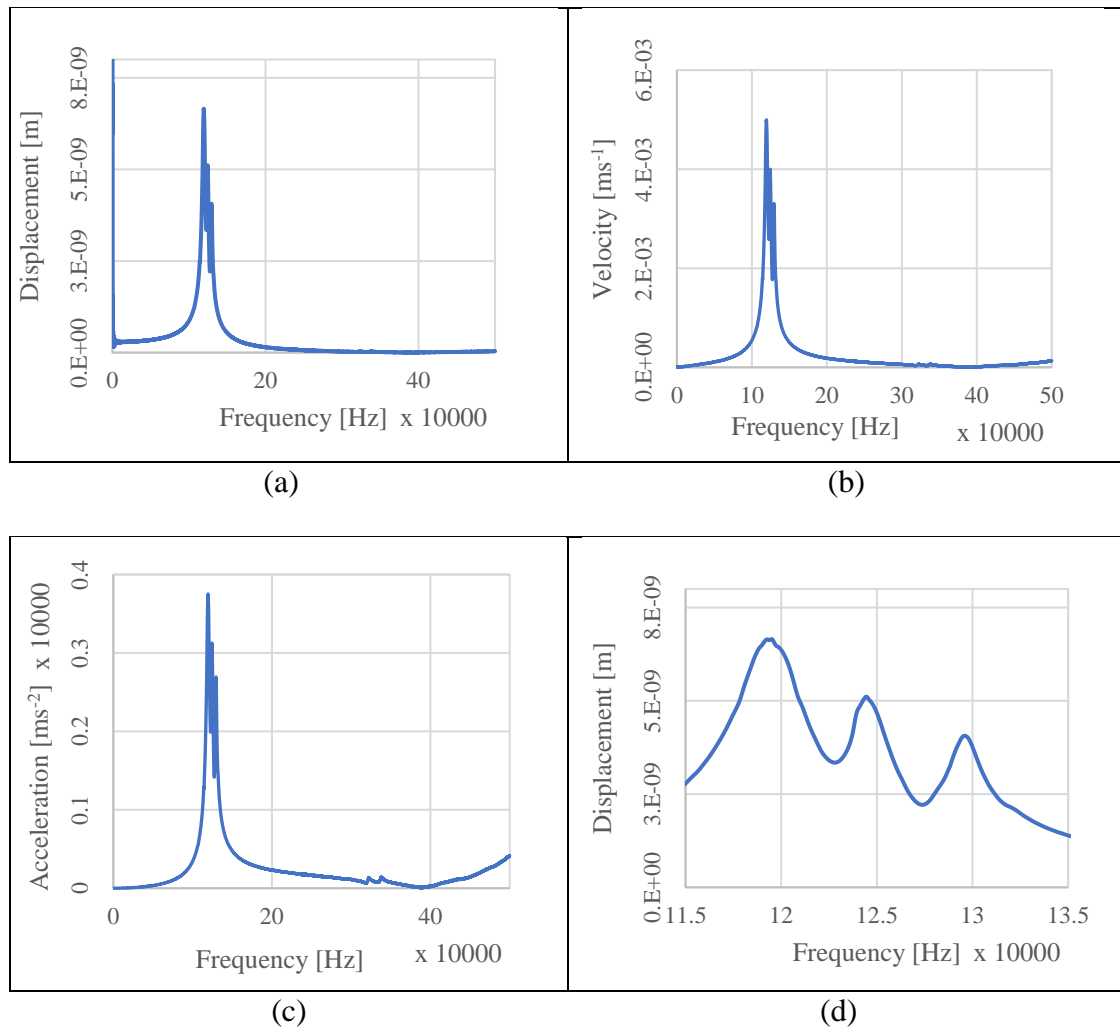 8.E-09
5.E-09
3.E-09
0.E+00
Displacement [m]
0 20 40
Frequency [Hz] x 10000
(a)
6.E-03
4.E-03
2.E-03
0.E+00
Velocity [ms-1]
0 10 20 30 40 50
Frequency [Hz] x 10000
(b)
0.4
0.3
0.2
0.1
0
Acceleration [ms-2] x 10000
0 20 40
Frequency [Hz] x 10000
(c)
8.E-09
5.E-09
3.E-09
0.E+00
Displacement [m]
11.5 12 12.5 13 13.5
Frequency [Hz] x 10000
(d)